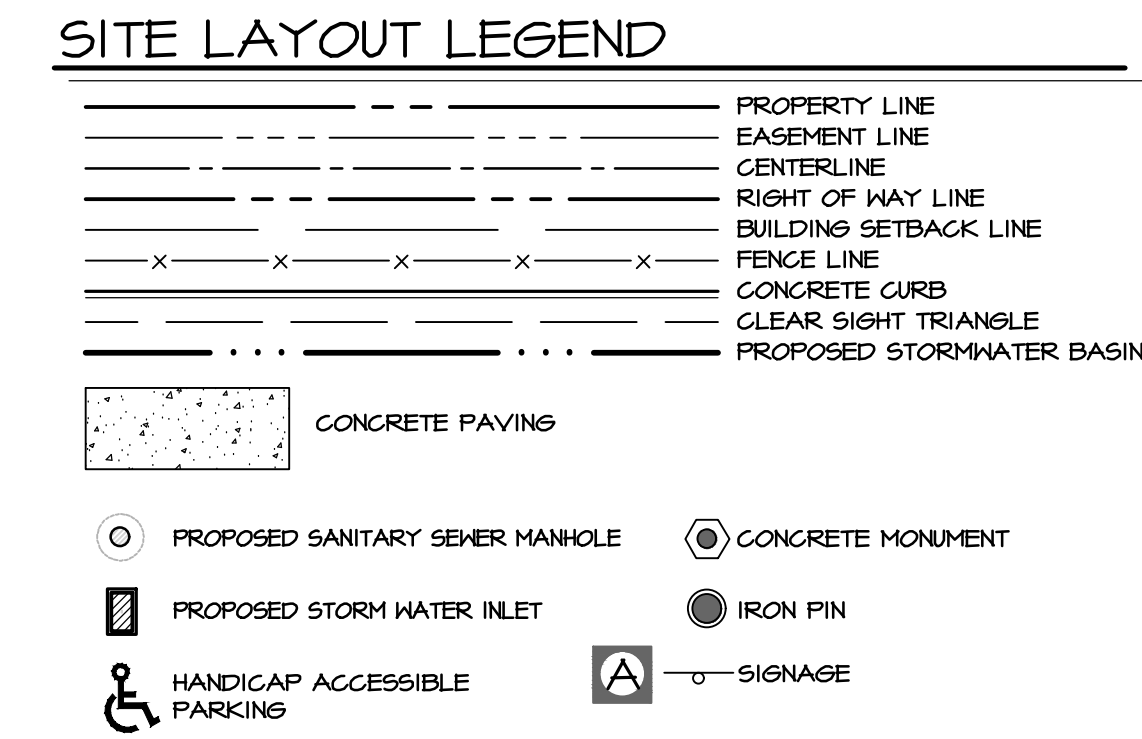 SITE LAYOUT LEGEND
PROPERTY LINE
EASEMENT LINE
CENTERLINE
RIGHT OF WAY LINE
BUILDING SETBACK LINE
FENCE LINE
CONCRETE CURB
CLEAR SIGHT TRIANGLE
PROPOSED STORMWATER BASIN
CONCRETE PAVING
PROPOSED SANITARY SEWER MANHOLE
CONCRETE MONUMENT
PROPOSED STORM WATER INLET
IRON PIN
A
SIGNAGE
HANDICAP ACCESSIBLE
PARKING